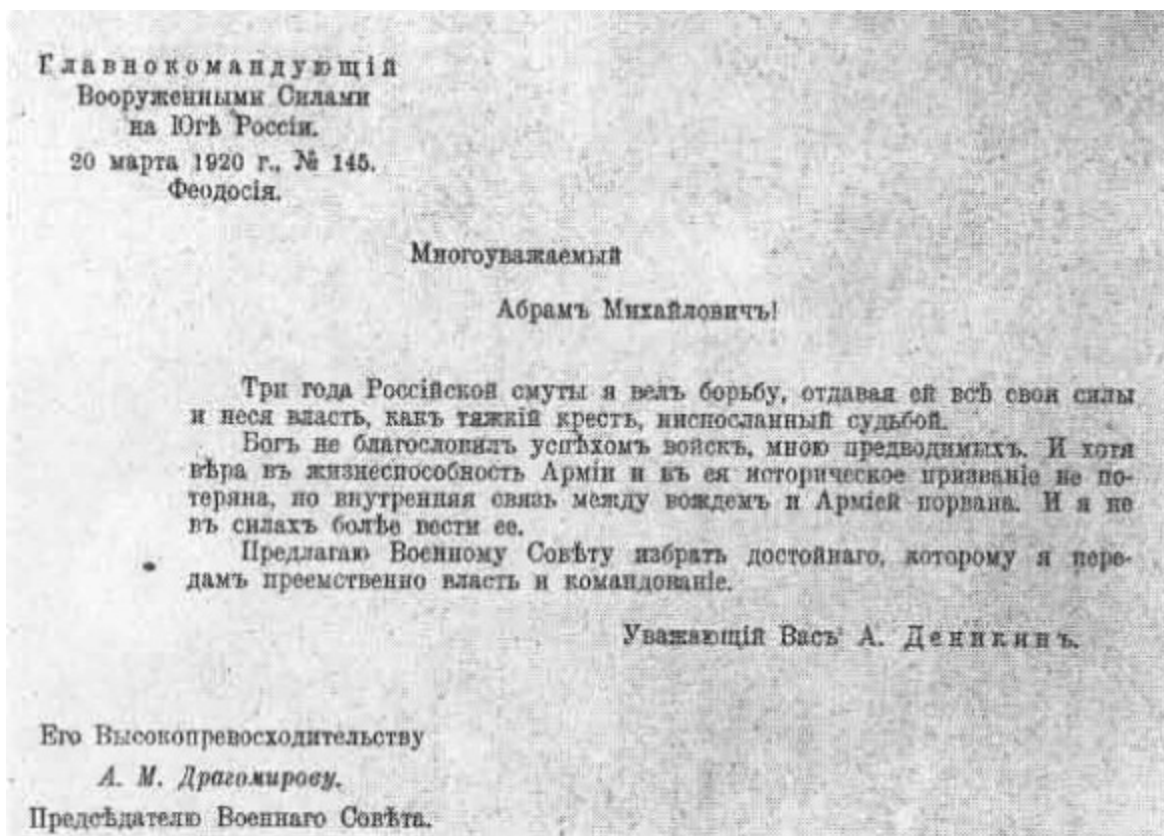 Главнокомандующій
Вооруженными Силами
на Югѣ Россіи.
20 марта 1920 г., № 145.
Феодосія.
Многоуважаемый
Абрамъ Михайловичъ!
Три года Россійской смуты я велъ борьбу, отдавая ей всѣ свои силы
и неся власть, какъ тяжкій крестъ, ниспосланный судьбой.
Богъ не благословилъ успѣхомъ войскъ, мною предводимыхъ. И хотя
вѣра въ жизнеспособность Арміи и въ ея историческое призваніе не по-
теряна, но внутренняя связь между вождемъ и Арміей порвана. И я не
въ силахъ болѣе вести ее.
Предлагаю Военному Совѣту избрать достойнаго, которому я пере-
дамъ преемственно власть и командованіе.
Уважающій Васъ А. Деникинъ.
Его Высокопревосходительству
А. М. Драгомирову.
Предсѣдателю Военнаго Совѣта.